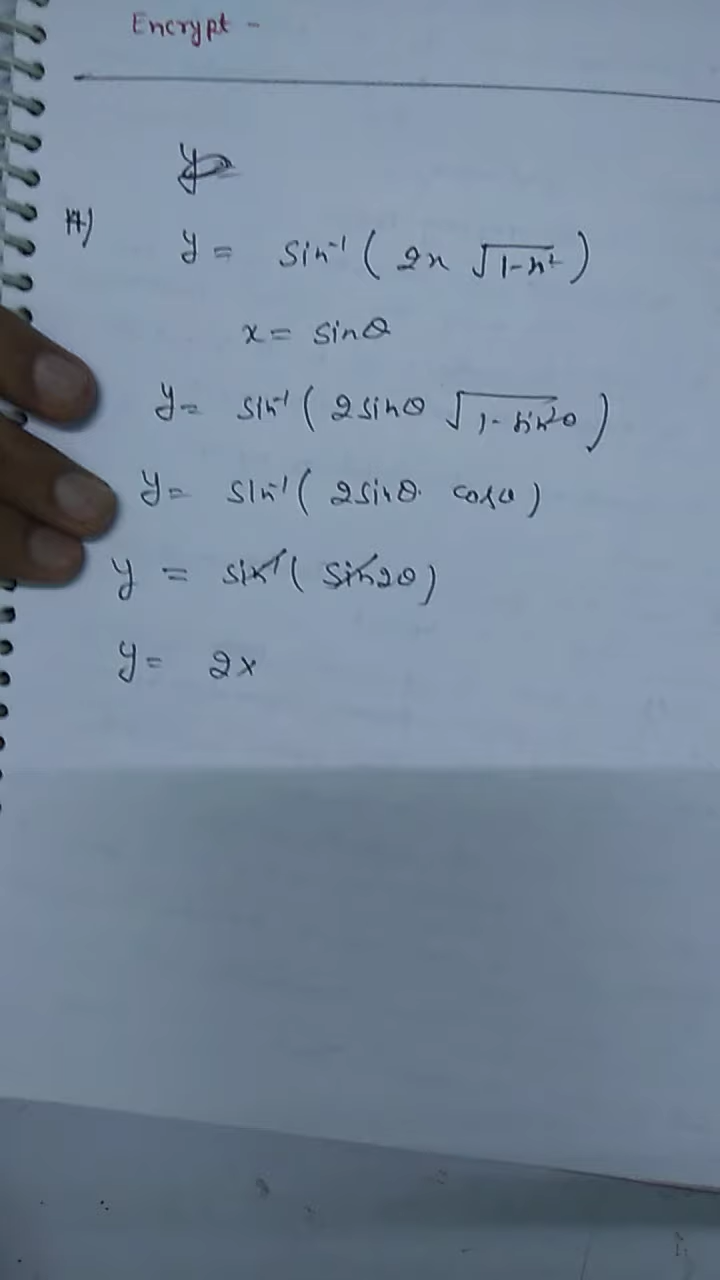 Encrypt -
y =
y = sin⁻¹ ( 2x √1-x² )
x = sinθ
y = sin⁻¹ ( 2sinθ √1-sin²θ )
y = sin⁻¹ ( 2sinθ. cosθ )
y = sin⁻¹ ( sin2θ )
y = 2x